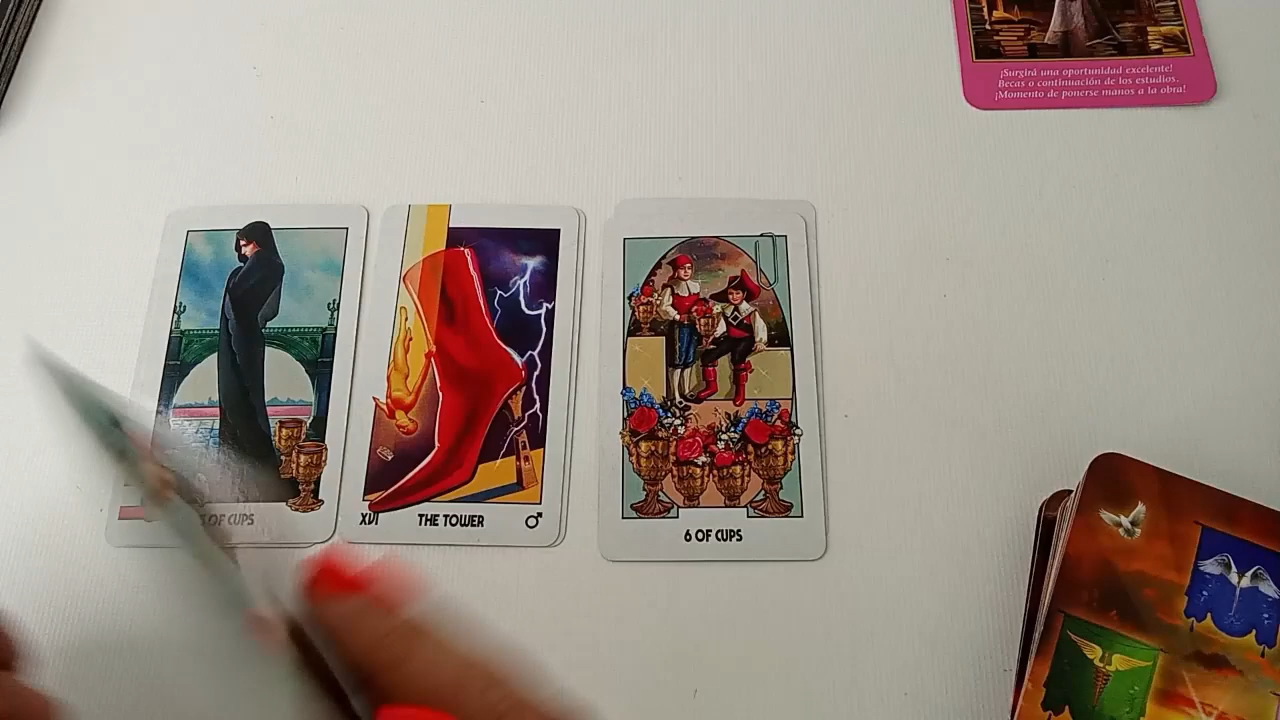 ¡Surgirá una oportunidad excelente!
Becas o continuación de los estudios.
¡Momento de ponerse manos a la obra!
OF CUPS
XVI THE TOWER
6 OF CUPS